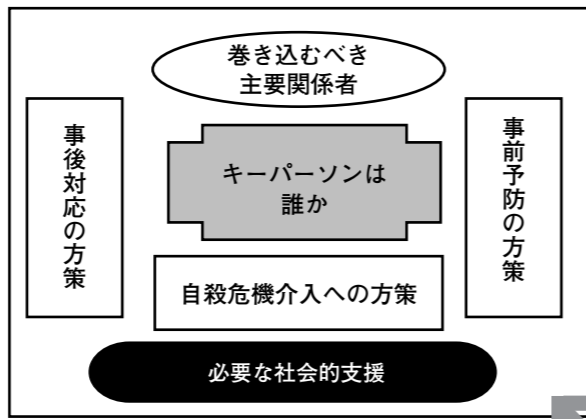 巻き込むべき
主要関係者
事後対応の方策
キーパーソンは
誰か
事前予防の方策
自殺危機介入への方策
必要な社会的支援